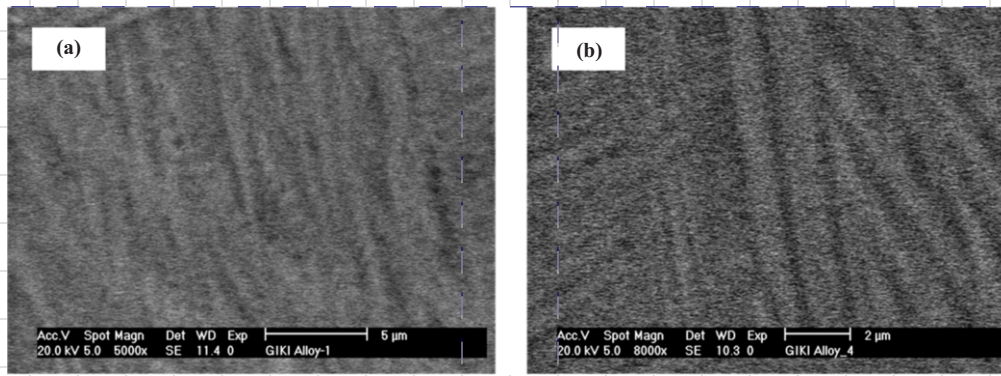 (a)
Acc.V Spot Magn Det WD Exp 5 µm
20.0 kV 5.0 5000x SE 11.4 0 GIKI Alloy-1
(b)
Acc.V Spot Magn Det WD Exp 2 µm
20.0 kV 5.0 8000x SE 10.3 0 GIKI Alloy_4